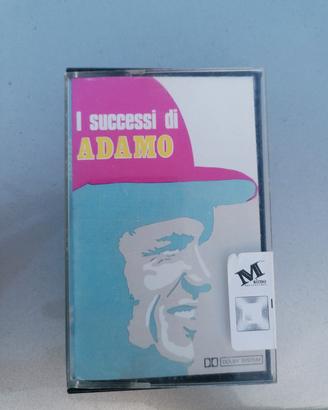 I successi di
ADAMO
M
DOLBY SYSTEM